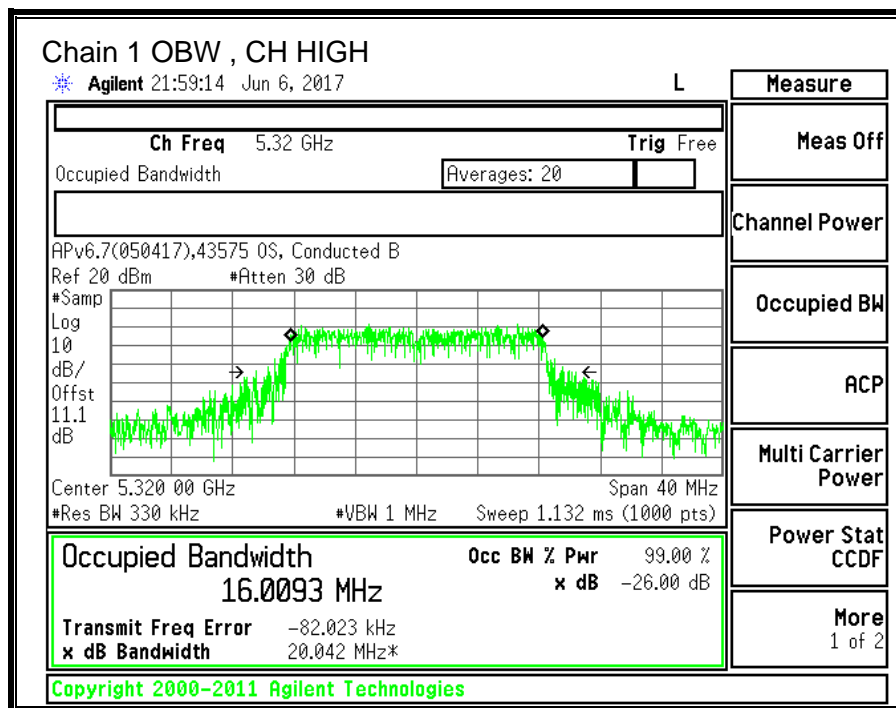 Chain 1 OBW , CH HIGH
Agilent 21:59:14 Jun 6, 2017 L
Measure
Ch Freq 5.32 GHz Trig Free
Occupied Bandwidth Averages: 20
APv6.7(050417),43575 OS, Conducted B
Ref 20 dBm #Atten 30 dB
#Samp
Log
10
dB/
Offst
11.1
dB
Center 5.320 00 GHz Span 40 MHz
#Res BW 330 kHz #VBW 1 MHz Sweep 1.132 ms (1000 pts)
Occupied Bandwidth Occ BW % Pwr 99.00 %
16.0093 MHz x dB -26.00 dB
Transmit Freq Error -82.023 kHz
x dB Bandwidth 20.042 MHz*
Copyright 2000-2011 Agilent Technologies
Meas Off
Channel Power
Occupied BW
ACP
Multi Carrier
Power
Power Stat
CCDF
More
1 of 2